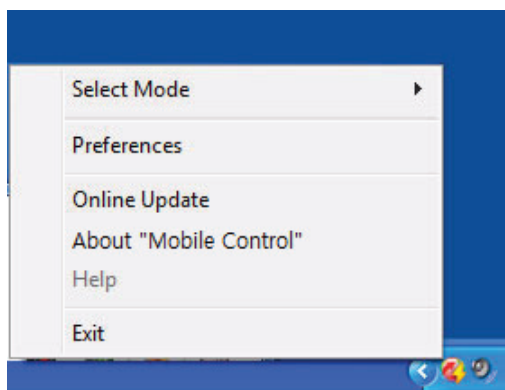 Select Mode
Preferences
Online Update
About "Mobile Control"
Help
Exit